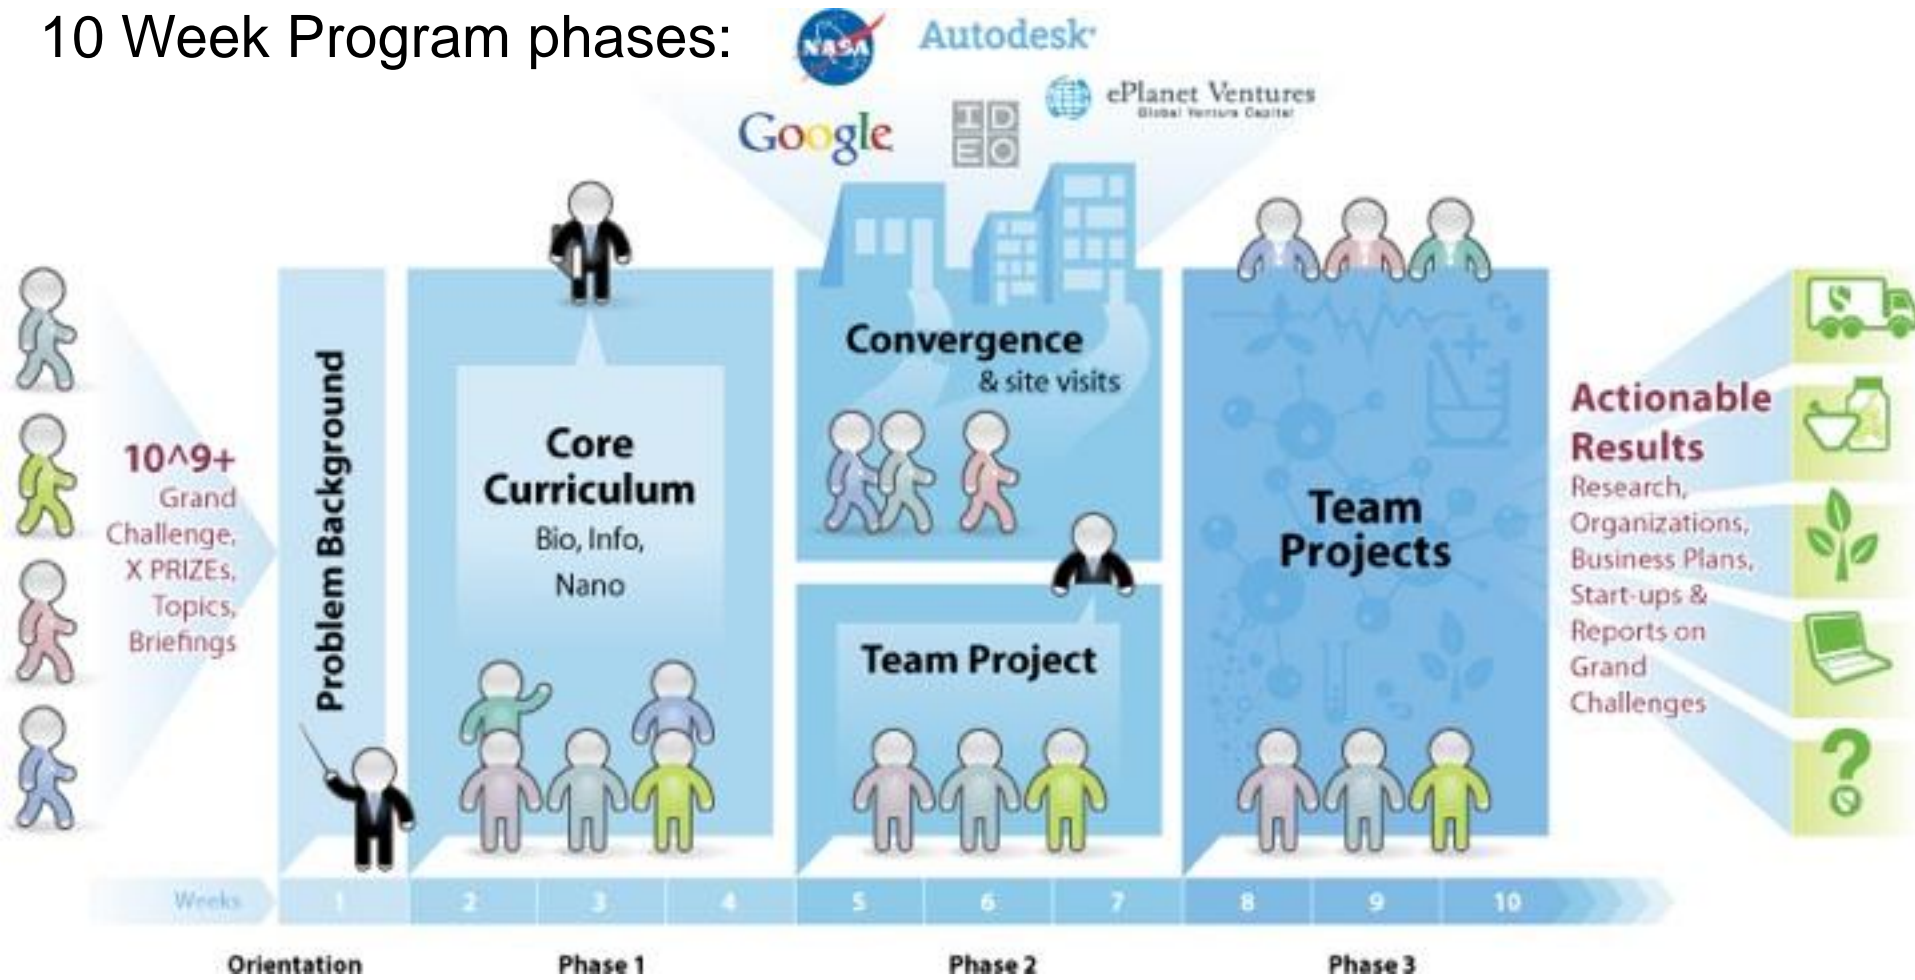 10 Week Program phases:
NASA
Autodesk
ePlanet Ventures
Global Venture Capital
Google
ID
EO
10^9+
Grand
Challenge,
X PRIZEs,
Topics,
Briefings
Problem Background
Core
Curriculum
Bio, Info,
Nano
Convergence
& site visits
Team Project
Team
Projects
Actionable
Results
Research,
Organizations,
Business Plans,
Start-ups &
Reports on
Grand
Challenges
Weeks 1 2 3 4 5 6 7 8 9 10
Orientation Phase 1 Phase 2 Phase 3